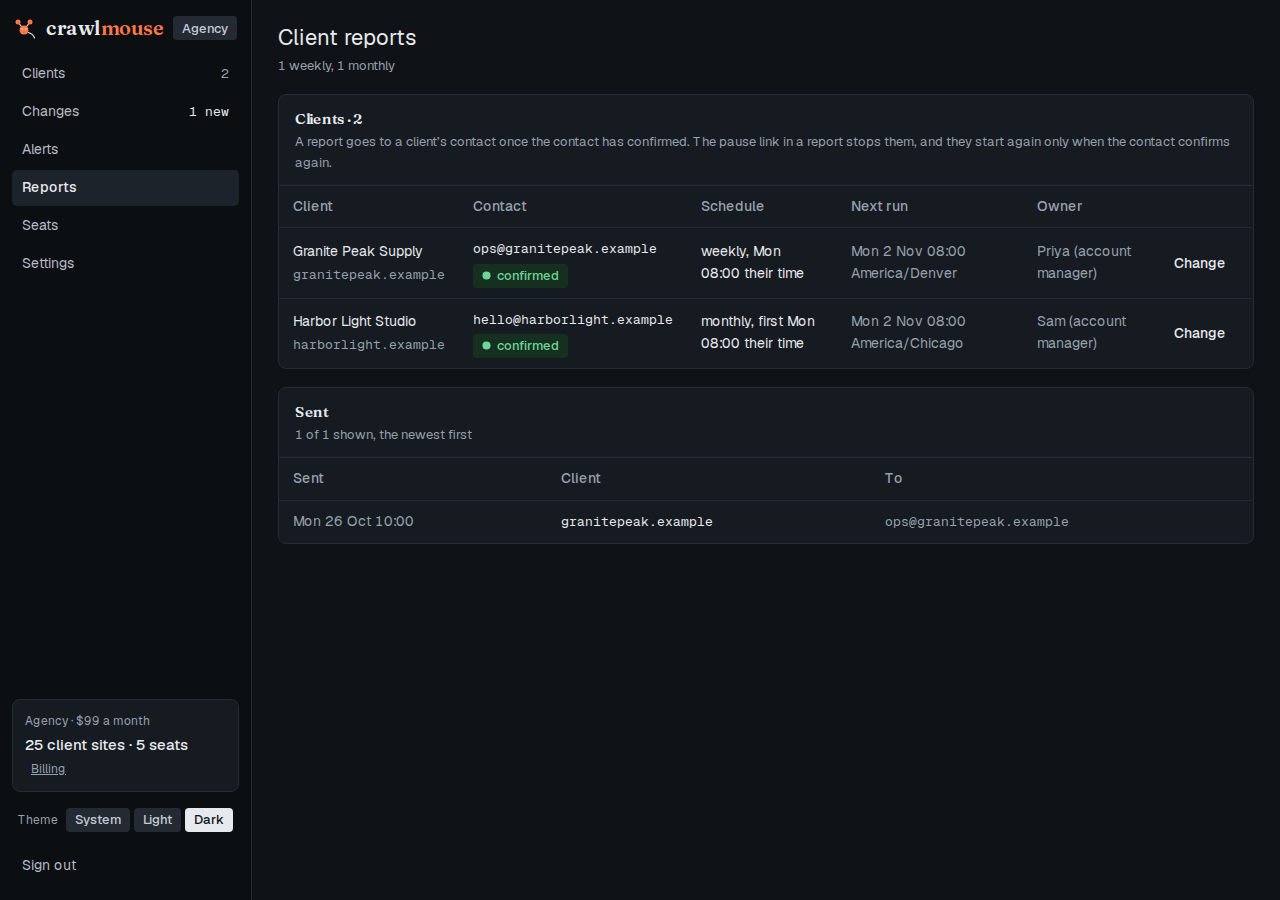 crawlmouse Agency
Clients 2
Changes 1 new
Alerts
Reports
Seats
Settings
Agency · $99 a month
25 client sites · 5 seats
Billing
Theme System Light Dark
Sign out
Client reports
1 weekly, 1 monthly
Clients · 2
A report goes to a client's contact once the contact has confirmed. The pause link in a report stops them, and they start again only when the contact confirms
again.
Client Contact Schedule Next run Owner
Granite Peak Supply ops@granitepeak.example weekly, Mon Mon 2 Nov 08:00 Priya (account
granitepeak.example confirmed 08:00 their time America/Denver manager) Change
Harbor Light Studio hello@harborlight.example monthly, first Mon Mon 2 Nov 08:00 Sam (account
harborlight.example confirmed 08:00 their time America/Chicago manager) Change
Sent
1 of 1 shown, the newest first
Sent Client To
Mon 26 Oct 10:00 granitepeak.example ops@granitepeak.example